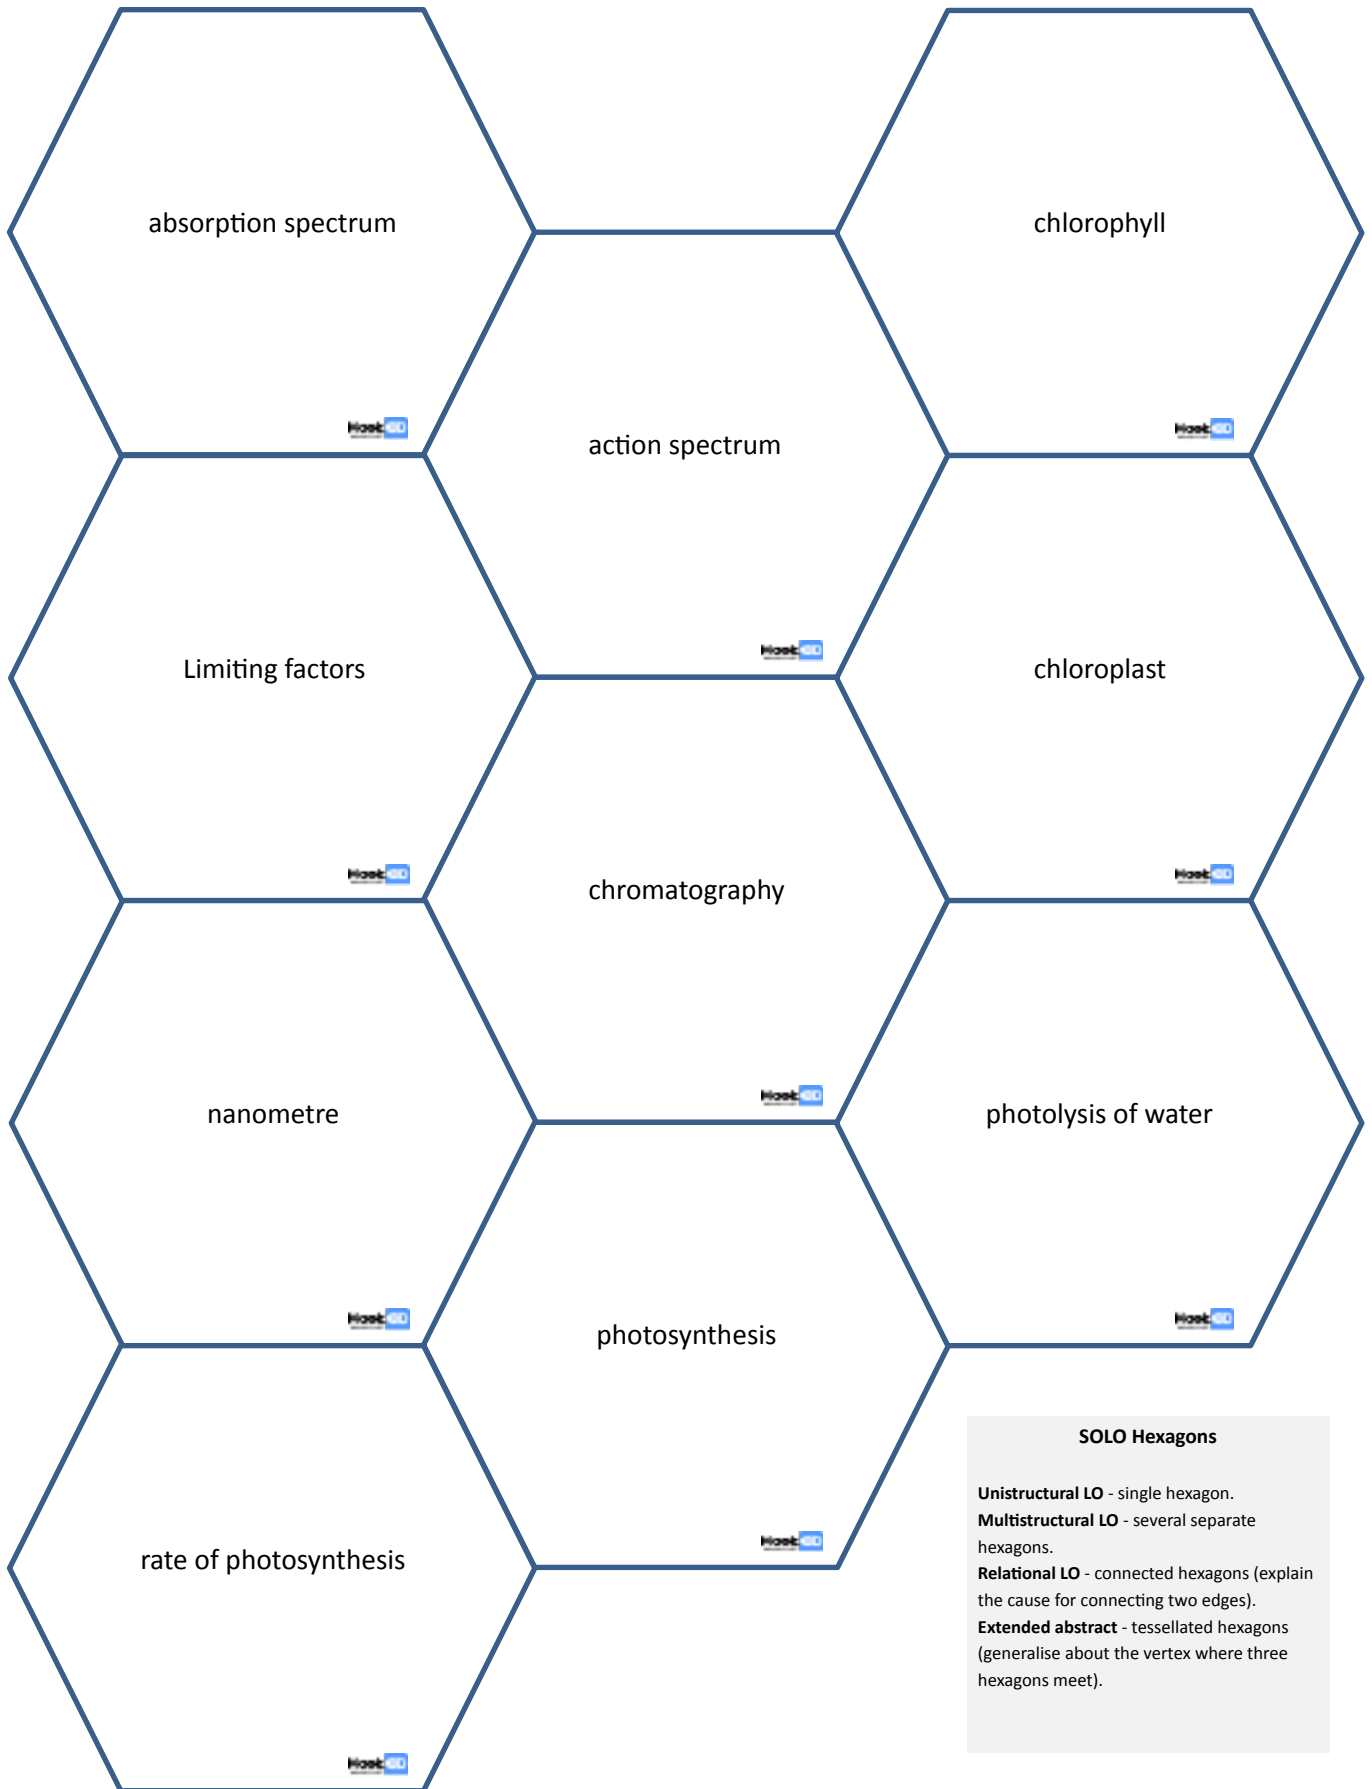 absorption spectrum
chlorophyll
action spectrum
Limiting factors
chloroplast
chromatography
nanometre
photolysis of water
photosynthesis
rate of photosynthesis
SOLO Hexagons
Unistructural LO - single hexagon.
Multistructural LO - several separate
hexagons.
Relational LO - connected hexagons (explain
the cause for connecting two edges).
Extended abstract - tessellated hexagons
(generalise about the vertex where three
hexagons meet).